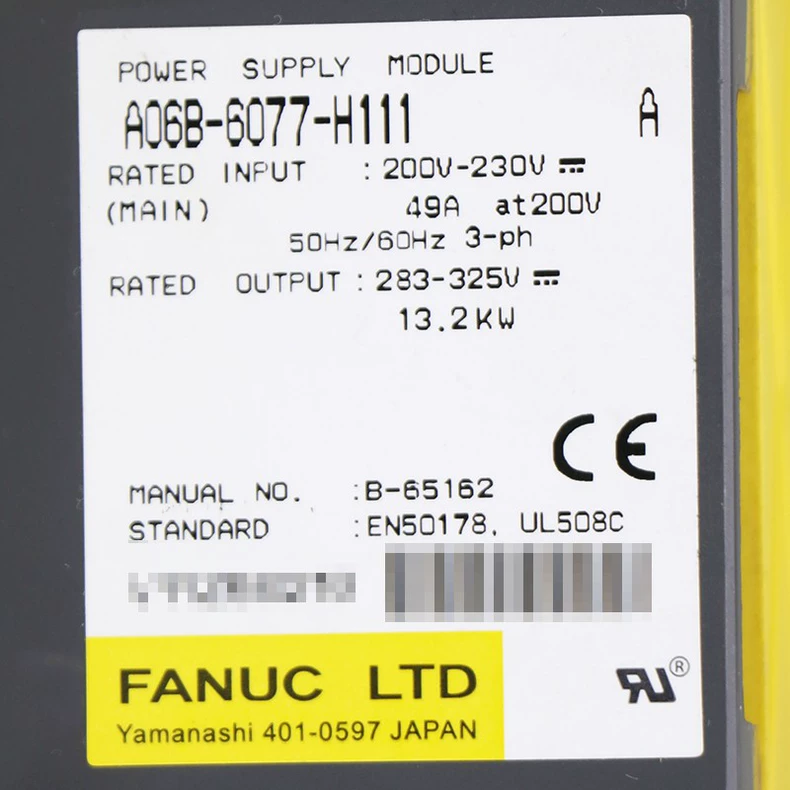 POWER SUPPLY MODULE
A06B-6077-H111 A
RATED INPUT : 200V-230V ⎓
(MAIN) 49A at200V
50Hz/60Hz 3-ph
RATED OUTPUT : 283-325V ⎓
13.2KW
CE
MANUAL NO. :B-65162
STANDARD :EN50178, UL508C
FANUC LTD
Yamanashi 401-0597 JAPAN
RU®